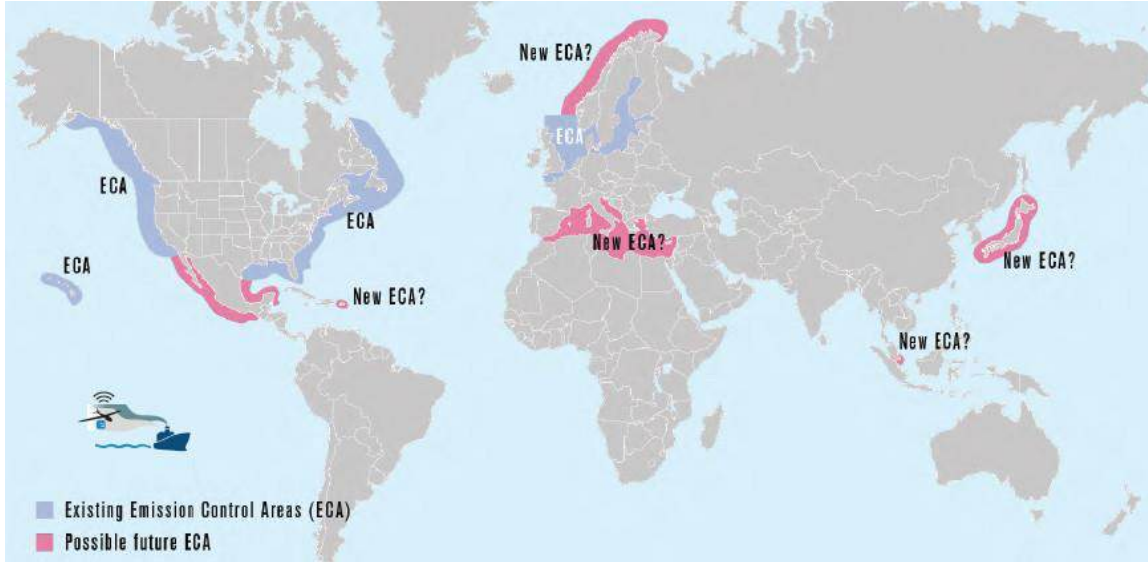 New ECA?
ECA
ECA
ECA
ECA
New ECA?
New ECA?
New ECA?
New ECA?
Existing Emission Control Areas (ECA)
Possible future ECA